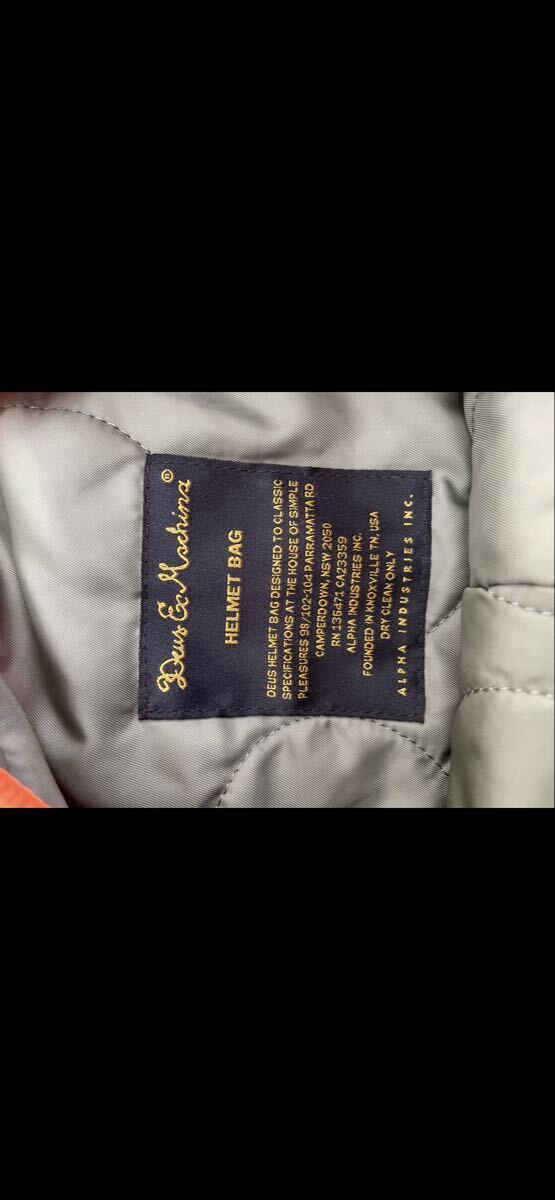 Deus Ex Machina®
HELMET BAG
DEUS HELMET BAG DESIGNED TO CLASSIC
SPECIFICATIONS AT THE HOUSE OF SIMPLE
PLEASURES 98/102-104 PARRAMATTA RD
CAMPERDOWN, NSW 2050
RN 136471 CA23359
ALPHA INDUSTRIES INC.
FOUNDED IN KNOXVILLE TN, USA
DRY CLEAN ONLY
ALPHA INDUSTRIES INC.